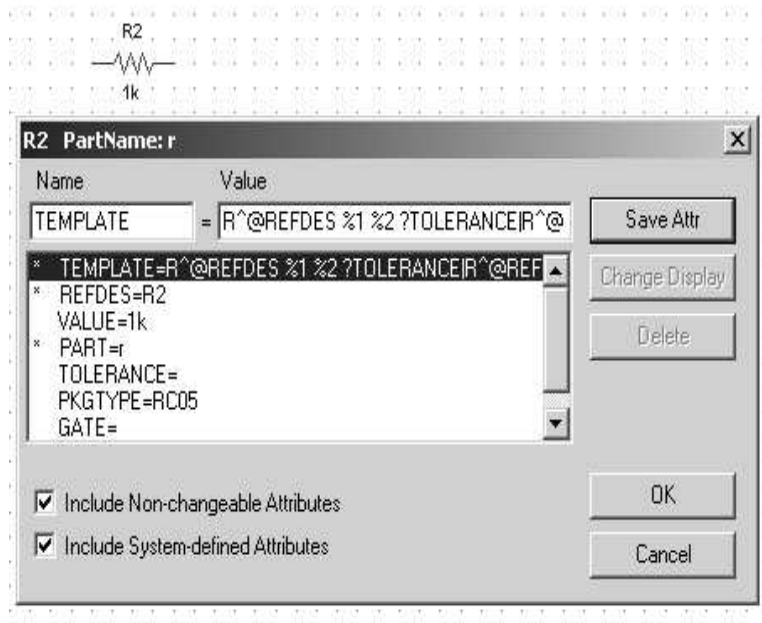 R2
1k
R2 PartName: r
Name Value
TEMPLATE = R^@REFDES %1 %2 ?TOLERANCE|R^@
Save Attr
* TEMPLATE=R^@REFDES %1 %2 ?TOLERANCE|R^@REF
Change Display
* REFDES=R2
VALUE=1k
Delete
* PART=r
TOLERANCE=
PKGTYPE=RC05
GATE=
Include Non-changeable Attributes
OK
Include System-defined Attributes
Cancel